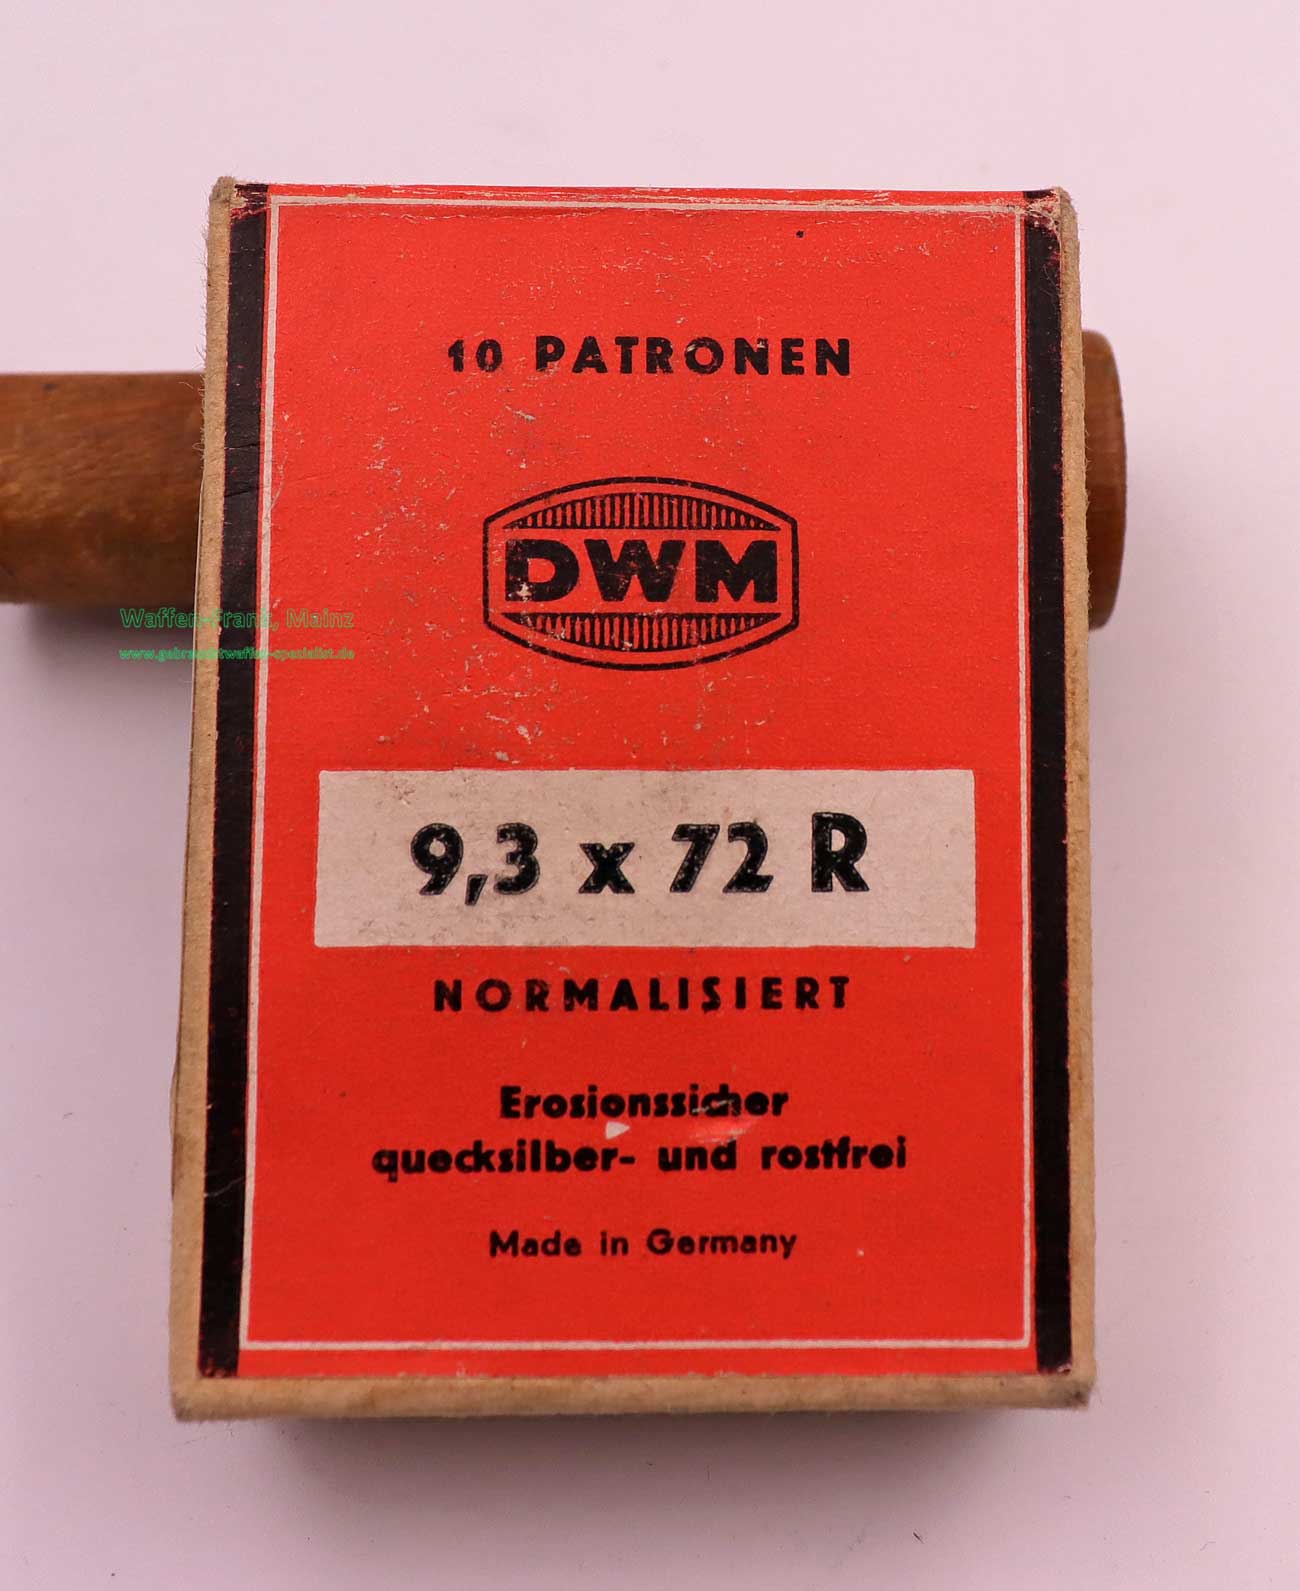 10 PATRONEN
DWM
Waffen-Frank, Mainz
www.gebrauchtwaffen-spezialist.de
9,3 x 72 R
NORMALISIERT
Erosionssicher
quecksilber- und rostfrei
Made in Germany